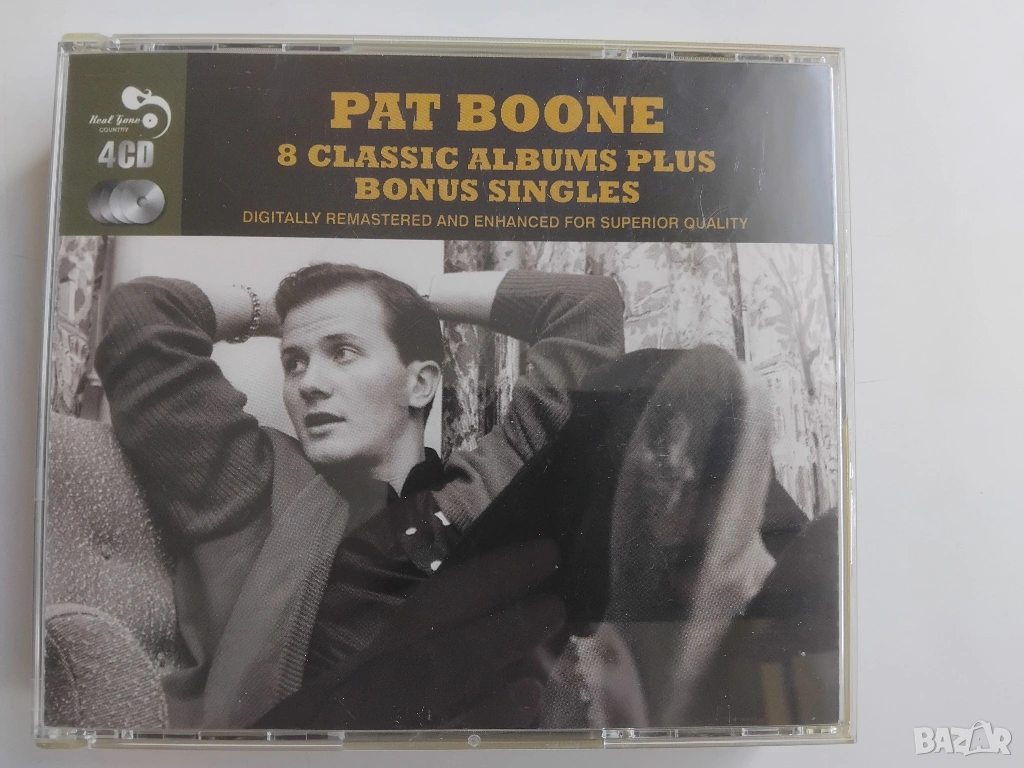 Real Gone
COUNTRY
4CD
PAT BOONE
8 CLASSIC ALBUMS PLUS
BONUS SINGLES
DIGITALLY REMASTERED AND ENHANCED FOR SUPERIOR QUALITY
BAZAR